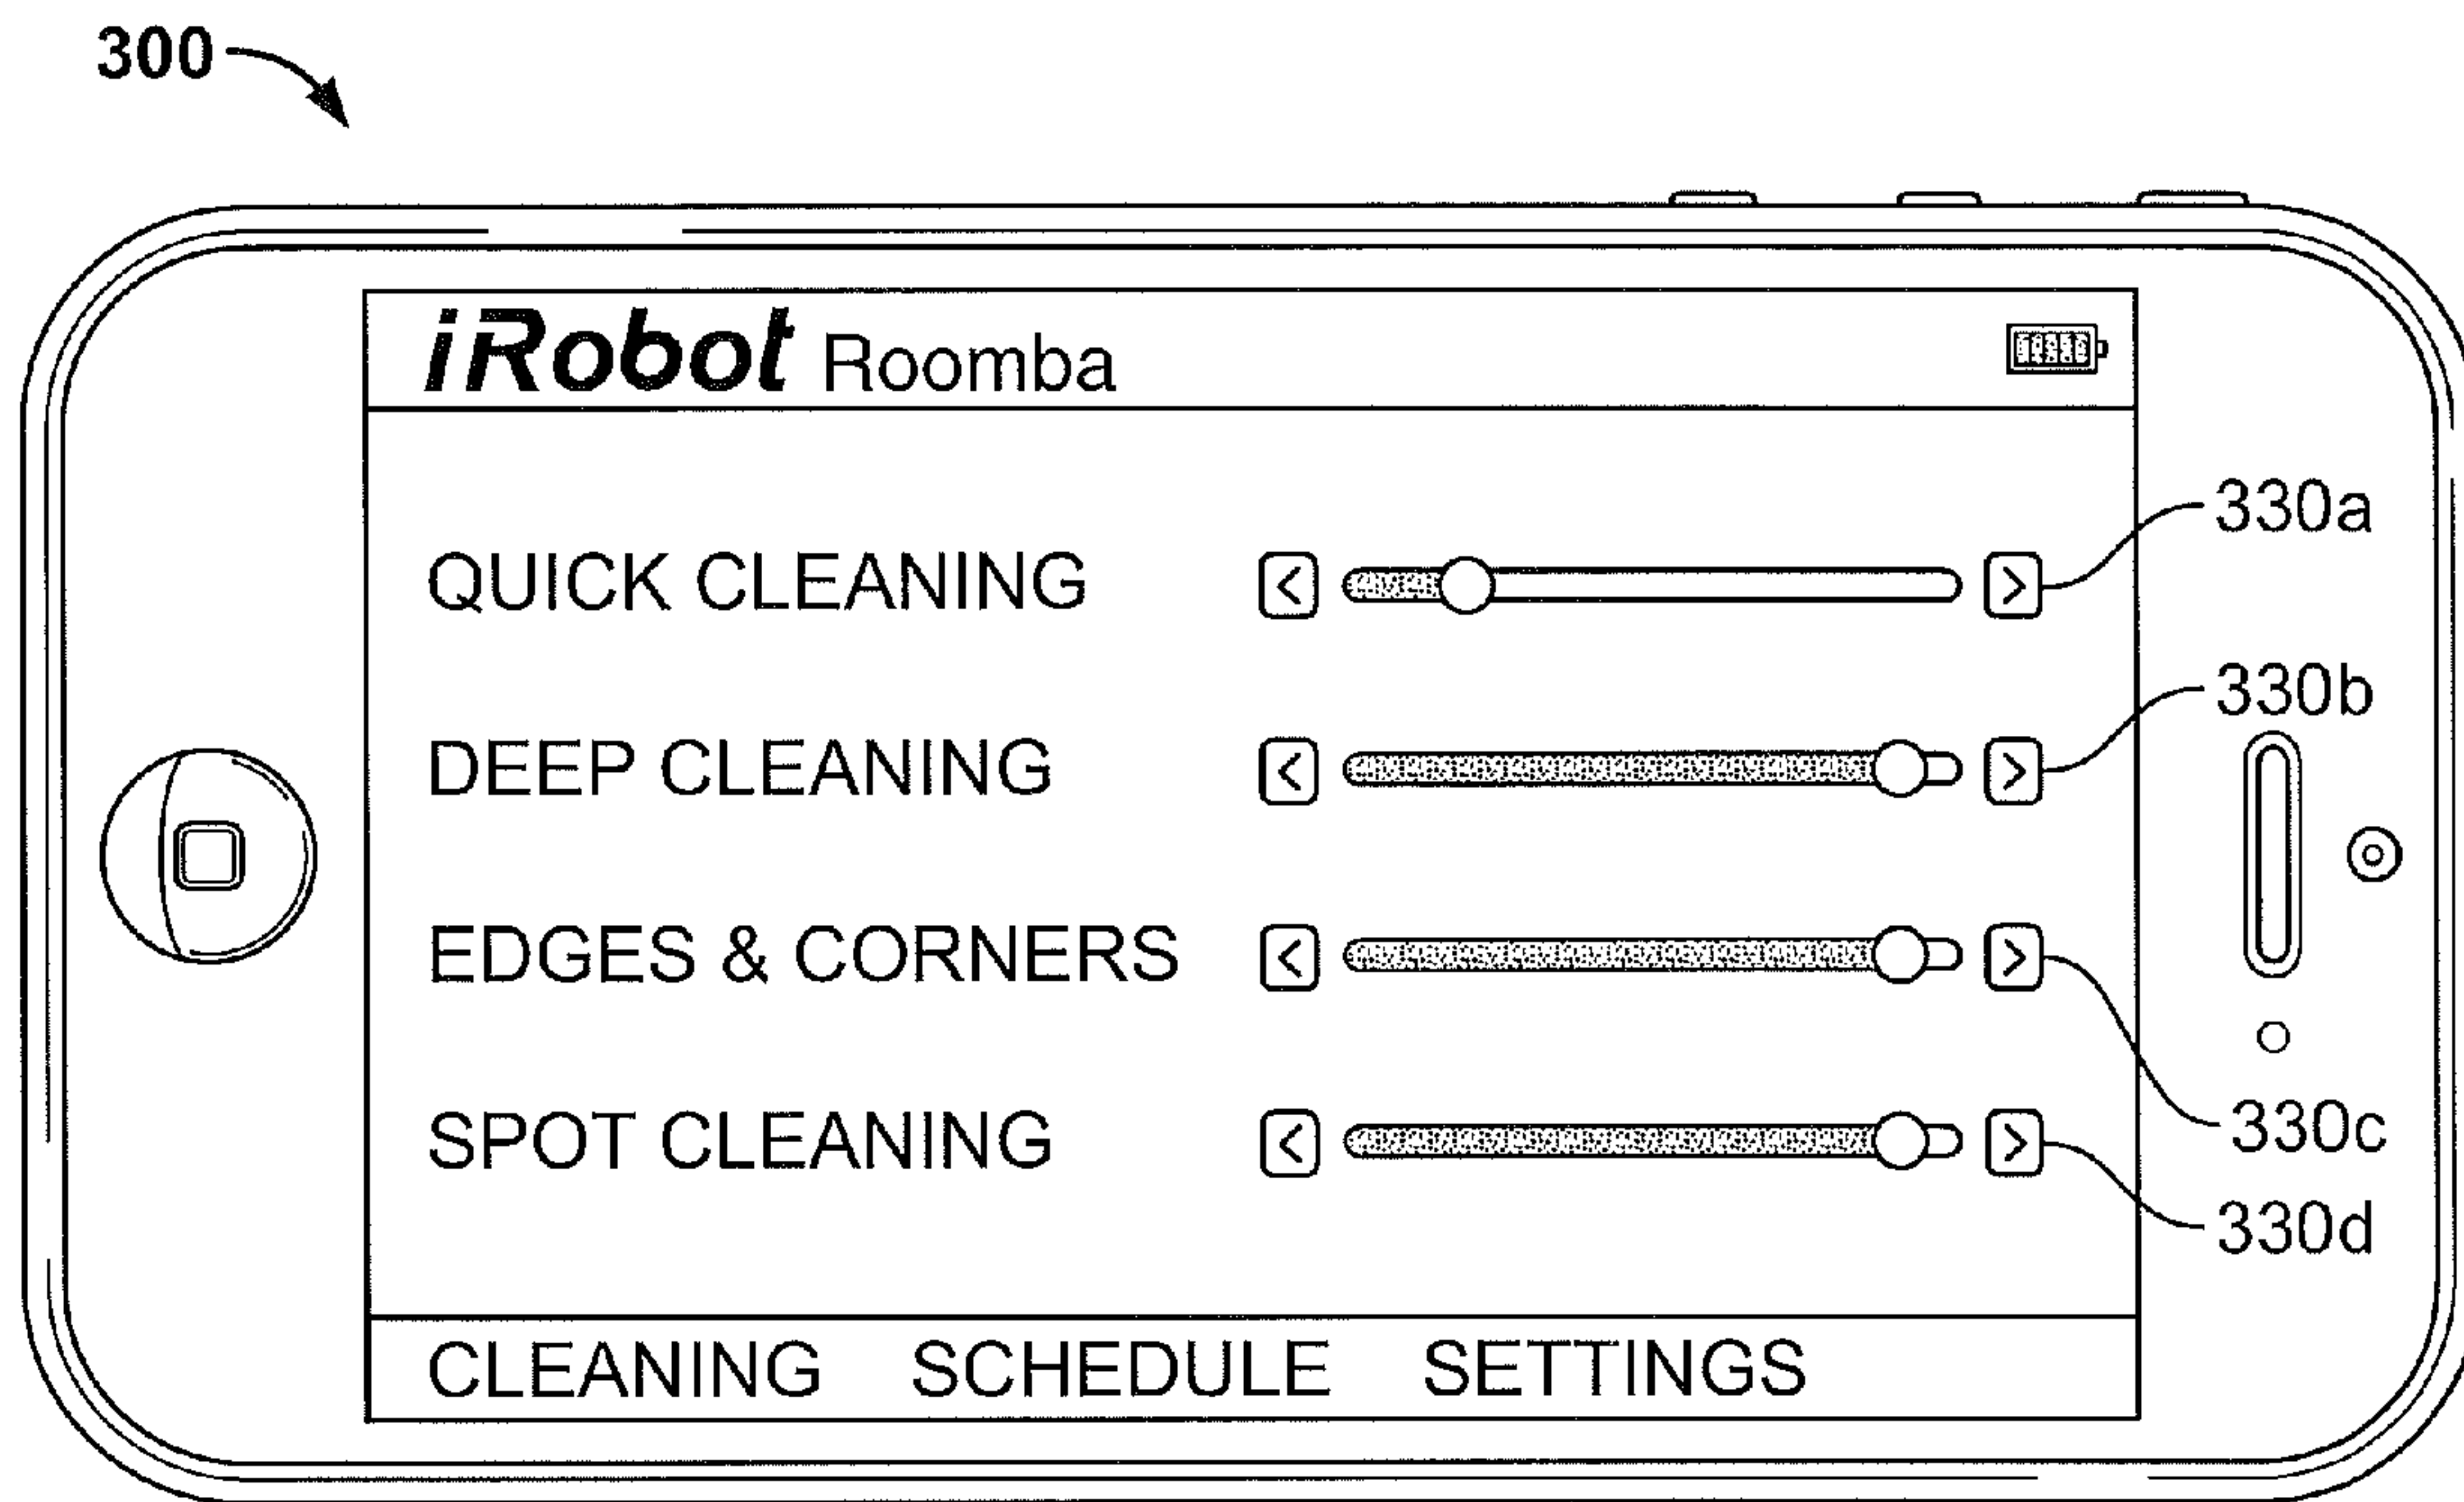 300
iRobot Roomba
QUICK CLEANING < > 330a
DEEP CLEANING < > 330b
EDGES & CORNERS < > 330c
SPOT CLEANING < > 330d
CLEANING SCHEDULE SETTINGS